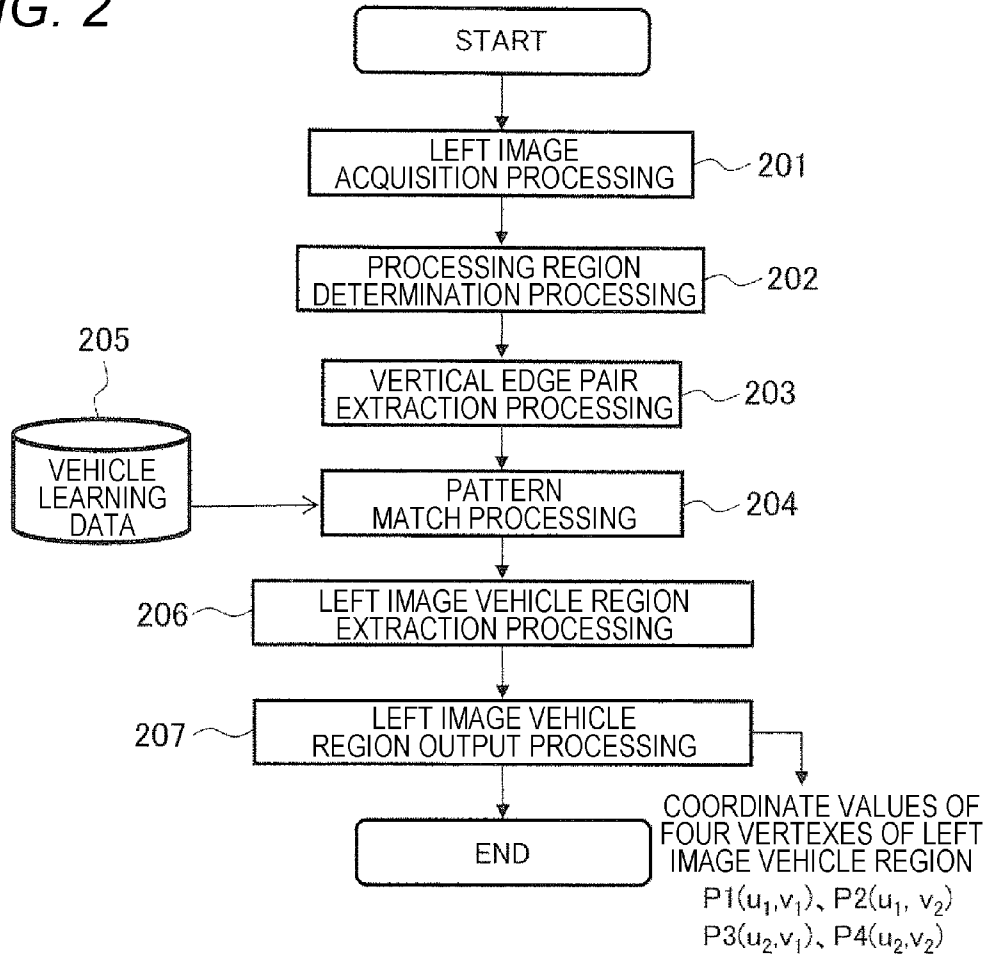 FIG. 2
START
LEFT IMAGE
ACQUISITION PROCESSING
201
PROCESSING REGION
DETERMINATION PROCESSING
202
205
VERTICAL EDGE PAIR
EXTRACTION PROCESSING
203
VEHICLE
LEARNING
DATA
PATTERN
MATCH PROCESSING
204
206
LEFT IMAGE VEHICLE REGION
EXTRACTION PROCESSING
207
LEFT IMAGE VEHICLE
REGION OUTPUT PROCESSING
END
COORDINATE VALUES OF
FOUR VERTEXES OF LEFT
IMAGE VEHICLE REGION
P1(u₁,v₁)、P2(u₁, v₂)
P3(u₂,v₁)、P4(u₂,v₂)